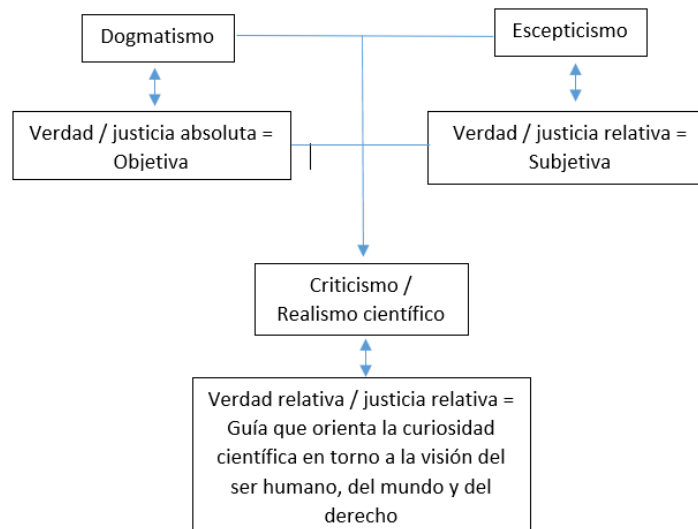 Dogmatismo
Escepticismo
Verdad / justicia absoluta =
Objetiva
Verdad / justicia relativa =
Subjetiva
Criticismo /
Realismo científico
Verdad relativa / justicia relativa =
Guía que orienta la curiosidad
científica en torno a la visión del
ser humano, del mundo y del
derecho